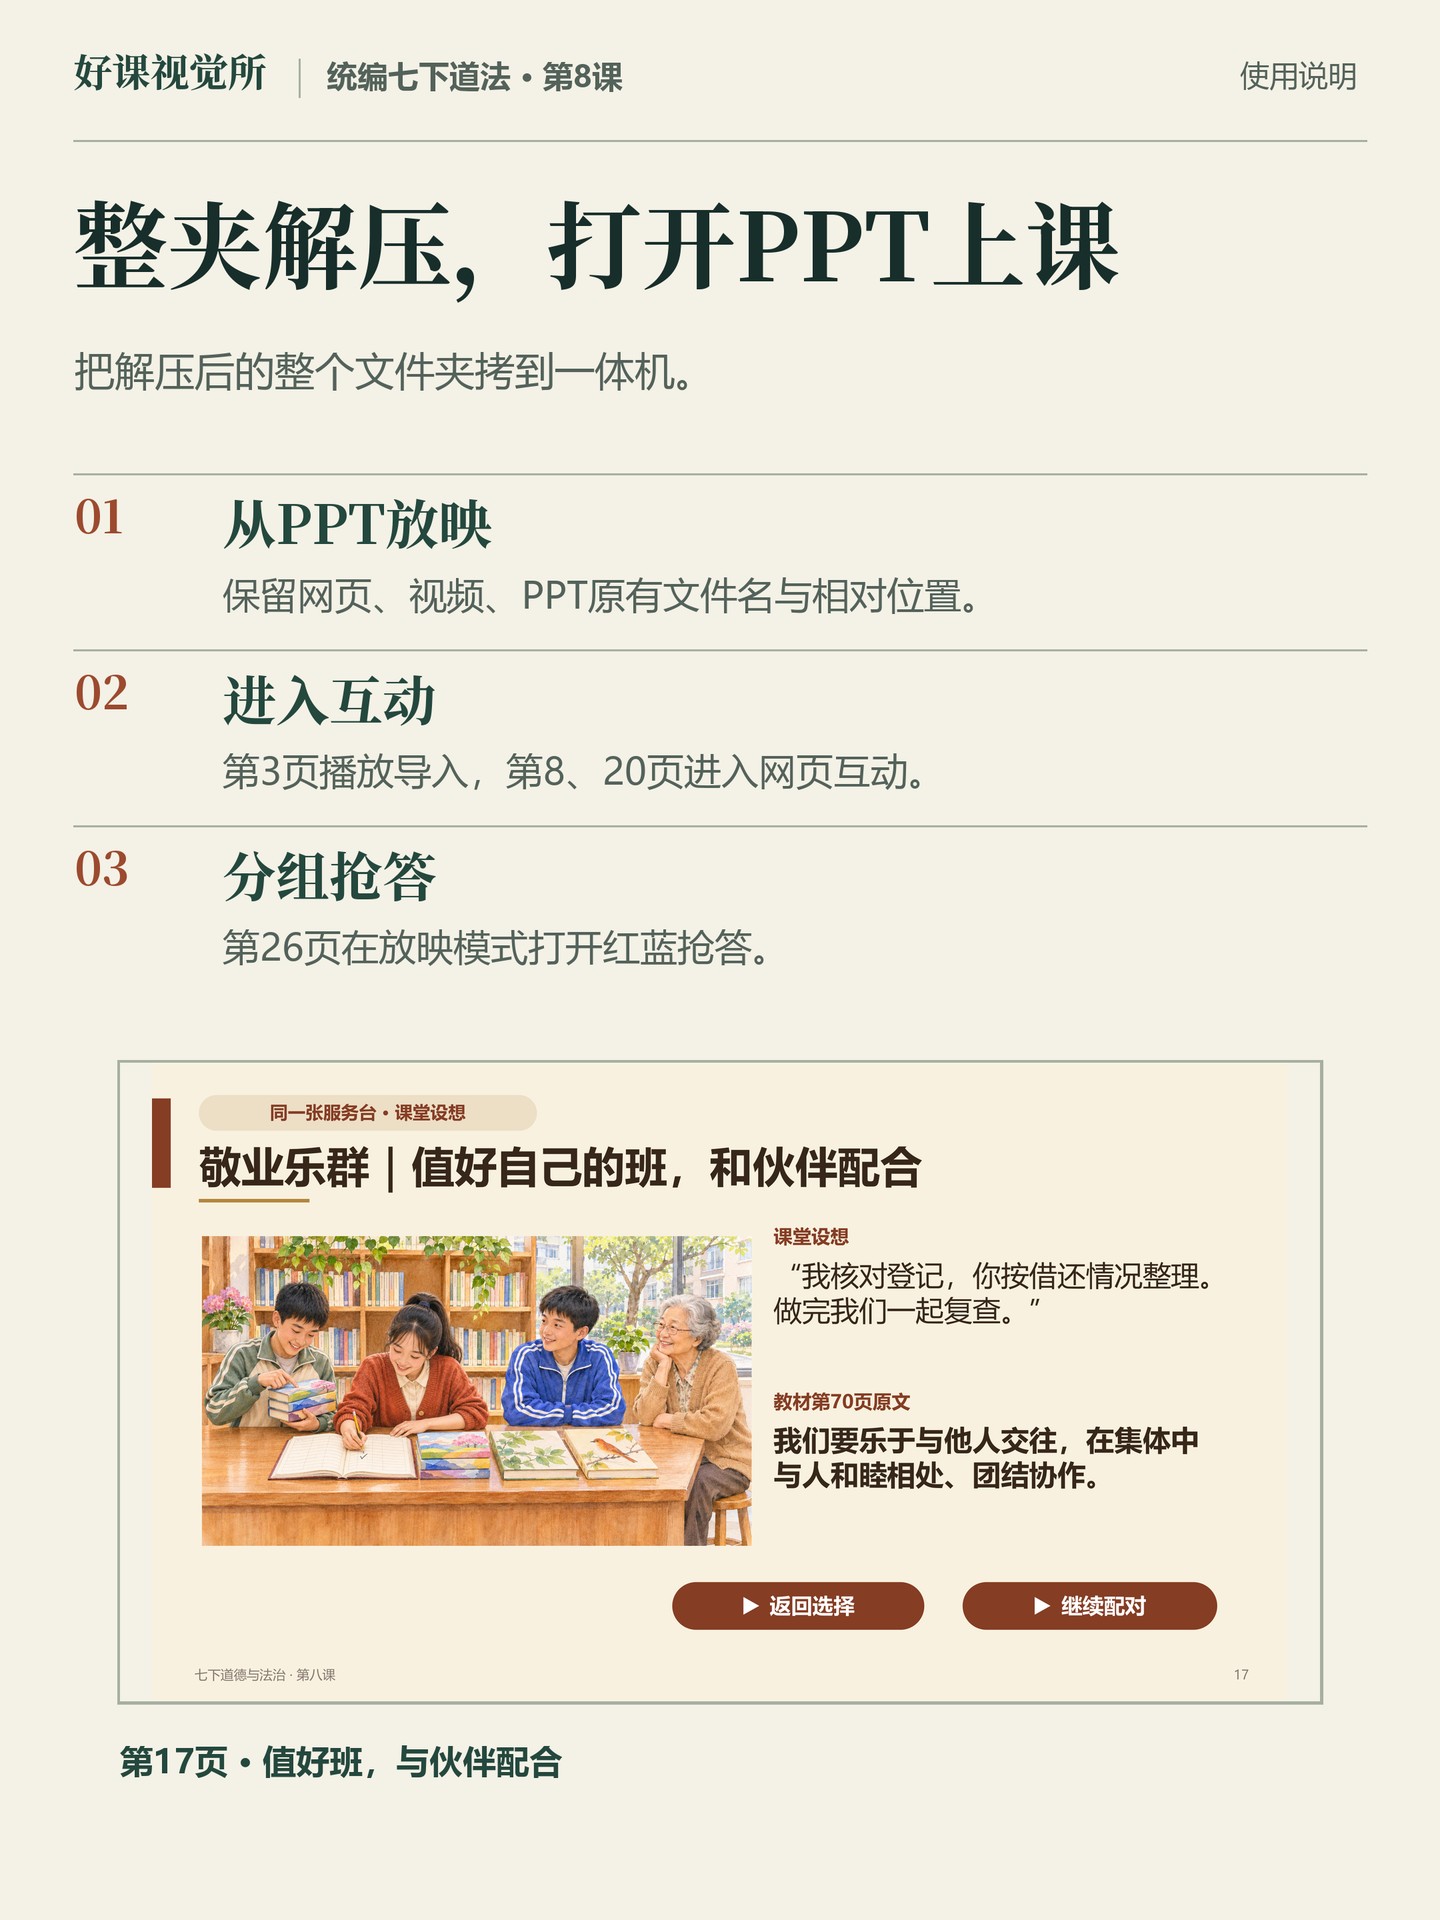 好课视觉所 | 统编七下道法·第8课
使用说明
整夹解压，打开PPT上课
把解压后的整个文件夹拷到一体机。
01
从PPT放映
保留网页、视频、PPT原有文件名与相对位置。
02
进入互动
第3页播放导入，第8、20页进入网页互动。
03
分组抢答
第26页在放映模式打开红蓝抢答。
同一张服务台·课堂设想
敬业乐群｜值好自己的班，和伙伴配合
课堂设想
“我核对登记，你按借还情况整理。
做完我们一起复查。”
教材第70页原文
我们要乐于与他人交往，在集体中
与人和睦相处、团结协作。
▶ 返回选择
▶ 继续配对
七下道德与法治·第八课
17
第17页·值好班，与伙伴配合